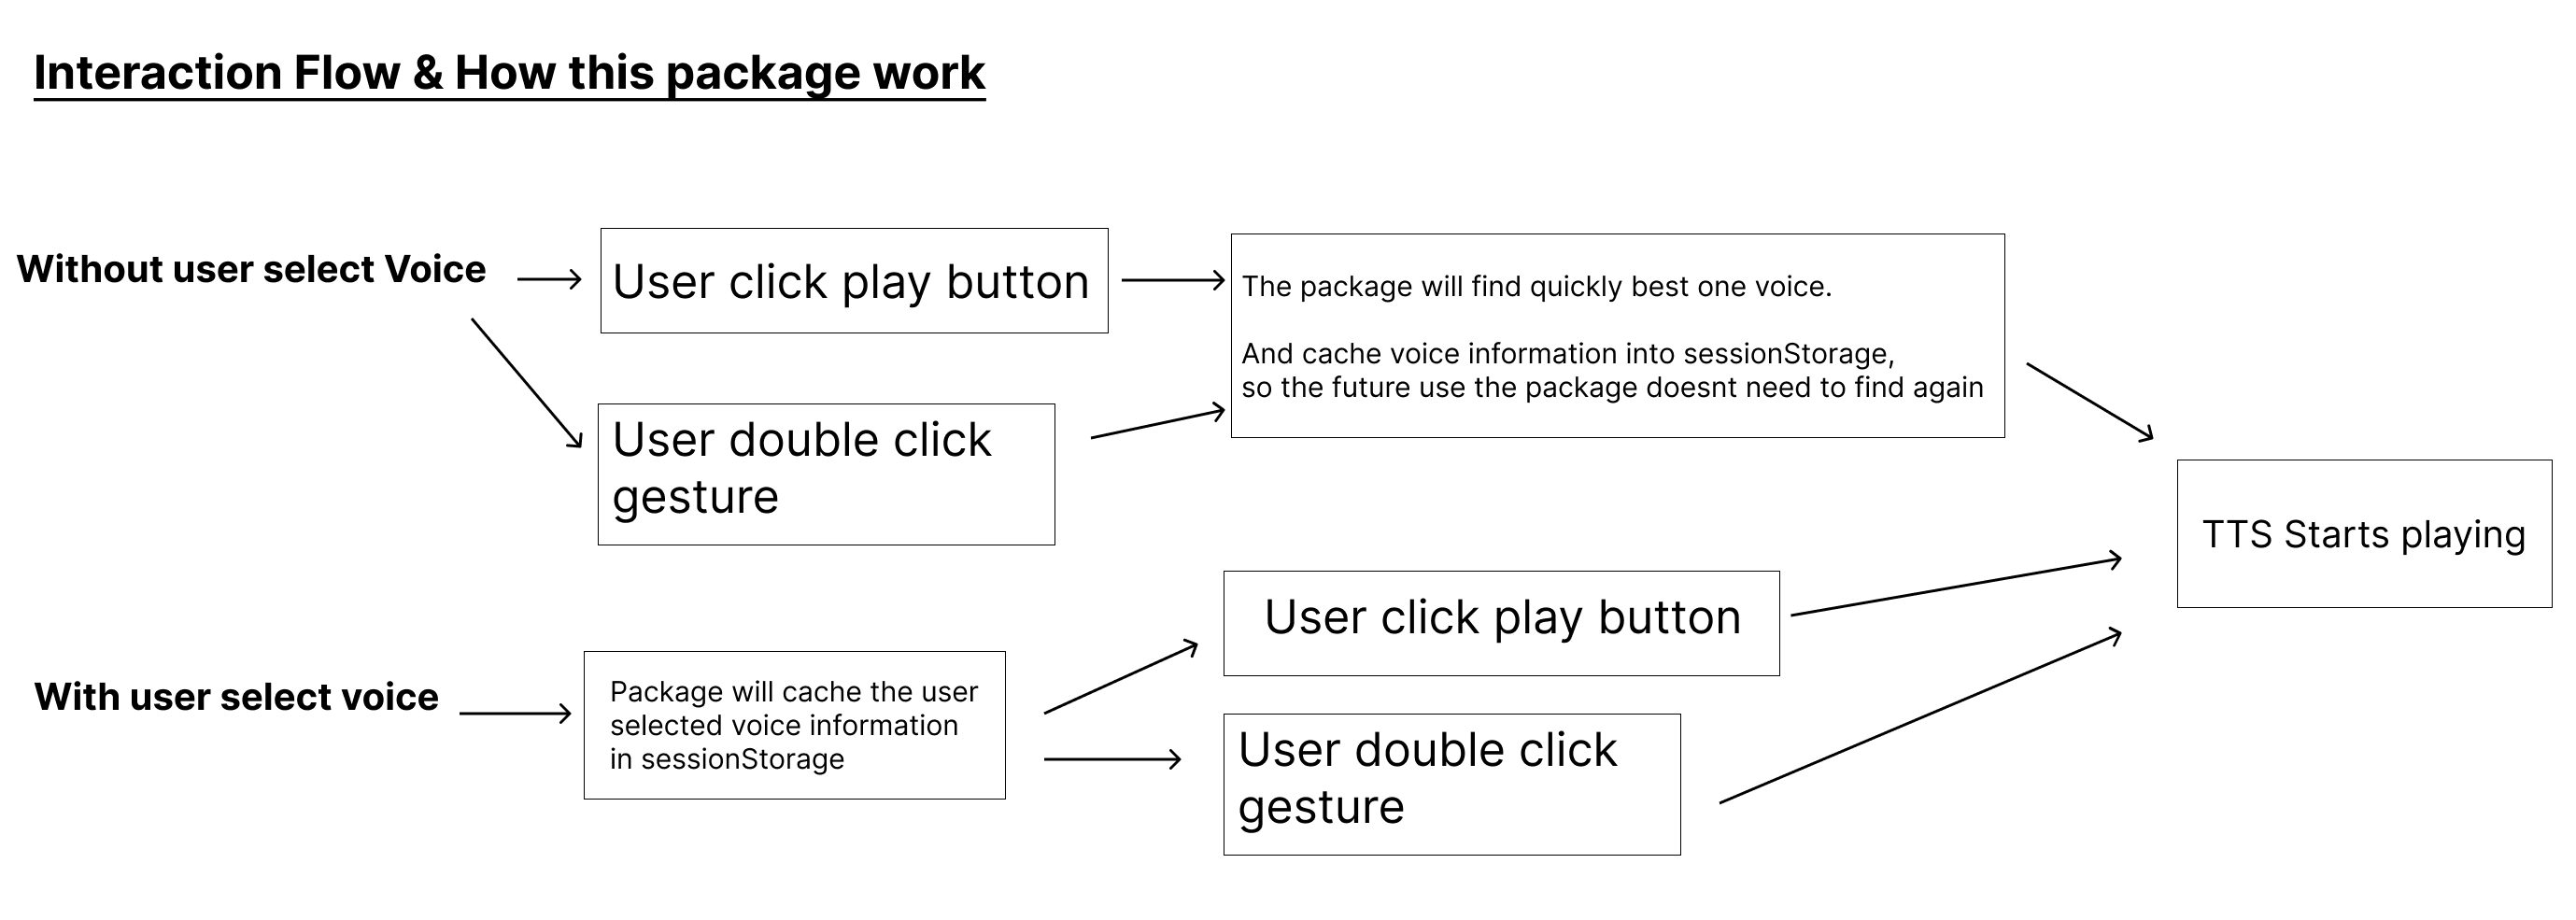 Interaction Flow & How this package work
Without user select Voice
User click play button
The package will find quickly best one voice.
And cache voice information into sessionStorage,
so the future use the package doesnt need to find again
User double click
gesture
TTS Starts playing
User click play button
With user select voice
Package will cache the user
selected voice information
in sessionStorage
User double click
gesture